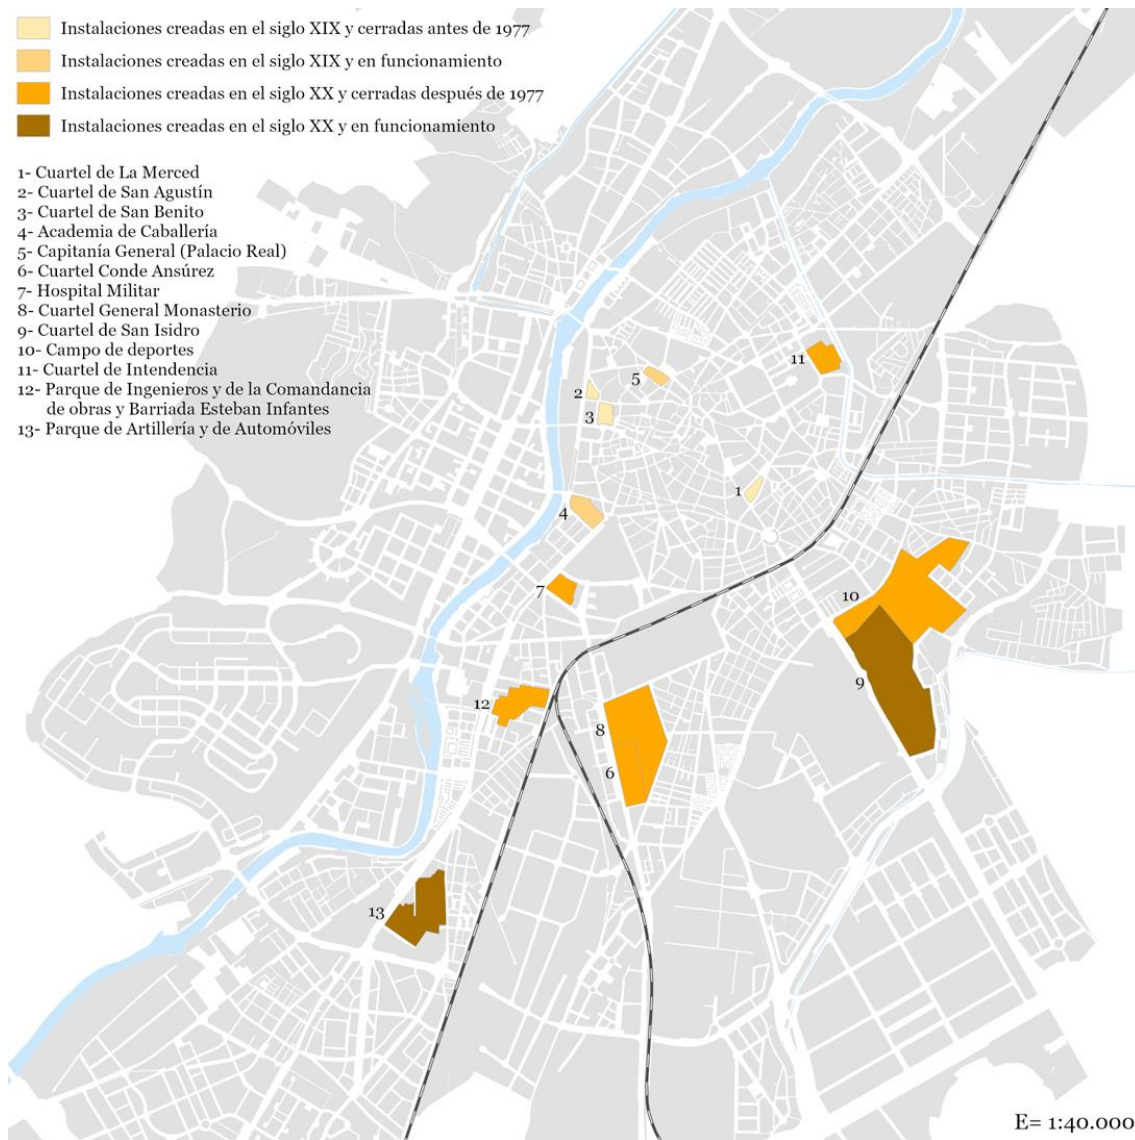 Instalaciones creadas en el siglo XIX y cerradas antes de 1977
Instalaciones creadas en el siglo XIX y en funcionamiento
Instalaciones creadas en el siglo XX y cerradas después de 1977
Instalaciones creadas en el siglo XX y en funcionamiento
1- Cuartel de La Merced
2- Cuartel de San Agustín
3- Cuartel de San Benito
4- Academia de Caballería
5- Capitanía General (Palacio Real)
6- Cuartel Conde Ansúrez
7- Hospital Militar
8- Cuartel General Monasterio
9- Cuartel de San Isidro
10- Campo de deportes
11- Cuartel de Intendencia
12- Parque de Ingenieros y de la Comandancia
de obras y Barriada Esteban Infantes
13- Parque de Artillería y de Automóviles
11
5
2
3
1
4
7
10
9
12
8
6
13
E= 1:40.000